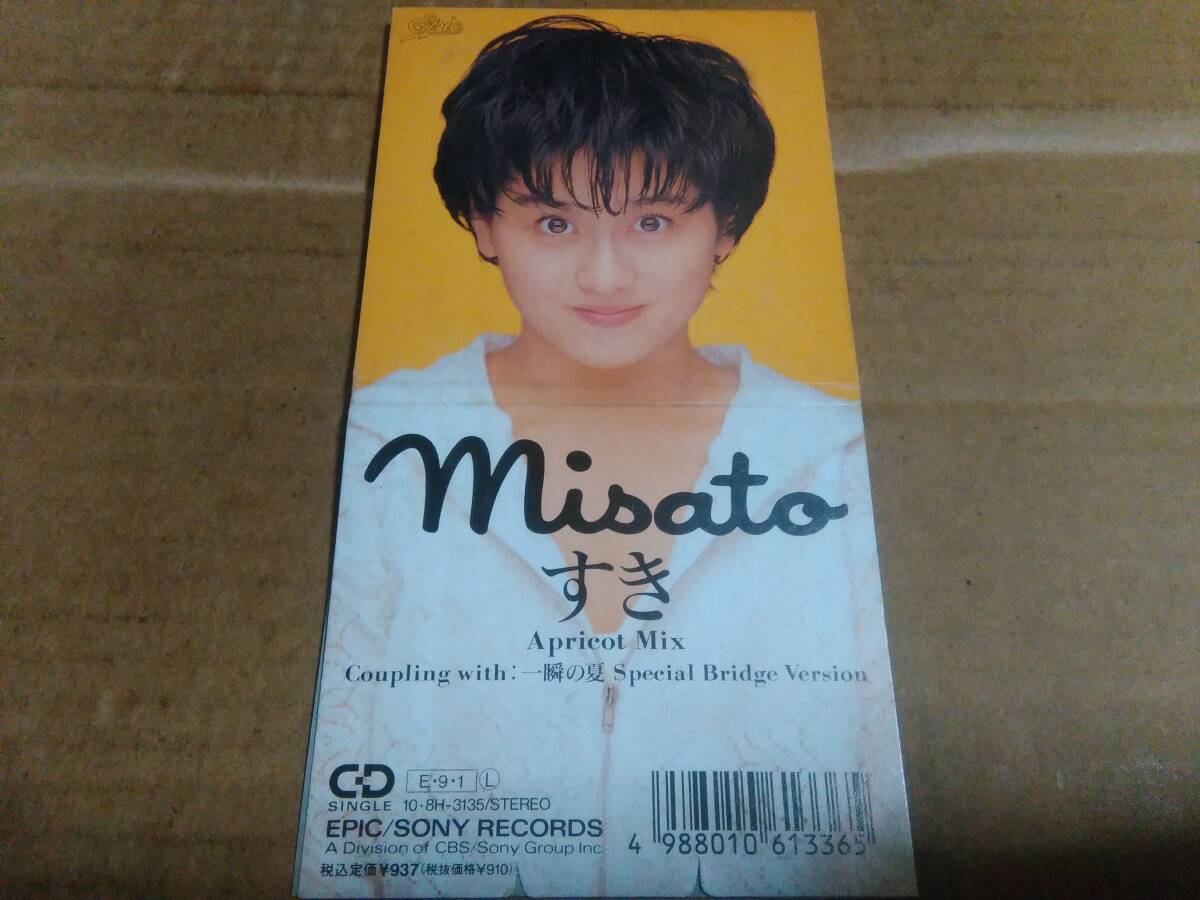 Epic
misato
すき
Apricot Mix
Coupling with:一瞬の夏 Special Bridge Version
CD E・9・1 L
SINGLE 10・8H-3135/STEREO
EPIC/SONY RECORDS
A Division of CBS/Sony Group Inc.
税込定価¥937(税抜価格¥910)
4 988010 613365